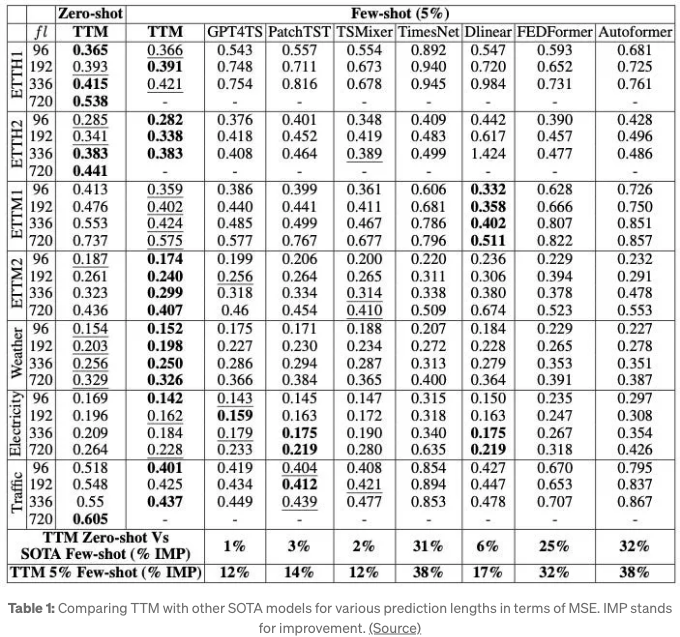 Zero-shot Few-shot (5%)
fl TTM TTM GPT4TS PatchTST TSMixer TimesNet Dlinear FEDFormer Autoformer
ETTH1
96 0.365 0.366 0.543 0.557 0.554 0.892 0.547 0.593 0.681
192 0.393 0.391 0.748 0.711 0.673 0.940 0.720 0.652 0.725
336 0.415 0.421 0.754 0.816 0.678 0.945 0.984 0.731 0.761
720 0.538 - - - - - - - -
ETTH2
96 0.285 0.282 0.376 0.401 0.348 0.409 0.442 0.390 0.428
192 0.341 0.338 0.418 0.452 0.419 0.483 0.617 0.457 0.496
336 0.383 0.383 0.408 0.464 0.389 0.499 1.424 0.477 0.486
720 0.441 - - - - - - - -
ETTM1
96 0.413 0.359 0.386 0.399 0.361 0.606 0.332 0.628 0.726
192 0.476 0.402 0.440 0.441 0.411 0.681 0.358 0.666 0.750
336 0.553 0.424 0.485 0.499 0.467 0.786 0.402 0.807 0.851
720 0.737 0.575 0.577 0.767 0.677 0.796 0.511 0.822 0.857
ETTM2
96 0.187 0.174 0.199 0.206 0.200 0.220 0.236 0.229 0.232
192 0.261 0.240 0.256 0.264 0.265 0.311 0.306 0.394 0.291
336 0.323 0.299 0.318 0.334 0.314 0.338 0.380 0.378 0.478
720 0.436 0.407 0.46 0.454 0.410 0.509 0.674 0.523 0.553
Weather
96 0.154 0.152 0.175 0.171 0.188 0.207 0.184 0.229 0.227
192 0.203 0.198 0.227 0.230 0.234 0.272 0.228 0.265 0.278
336 0.256 0.250 0.286 0.294 0.287 0.313 0.279 0.353 0.351
720 0.329 0.326 0.366 0.384 0.365 0.400 0.364 0.391 0.387
Electricity
96 0.169 0.142 0.143 0.145 0.147 0.315 0.150 0.235 0.297
192 0.196 0.162 0.159 0.163 0.172 0.318 0.163 0.247 0.308
336 0.209 0.184 0.179 0.175 0.190 0.340 0.175 0.267 0.354
720 0.264 0.228 0.233 0.219 0.280 0.635 0.219 0.318 0.426
Traffic
96 0.518 0.401 0.419 0.404 0.408 0.854 0.427 0.670 0.795
192 0.548 0.425 0.434 0.412 0.421 0.894 0.447 0.653 0.837
336 0.55 0.437 0.449 0.439 0.477 0.853 0.478 0.707 0.867
720 0.605 - - - - - - - -
TTM Zero-shot Vs
SOTA Few-shot (% IMP) 1% 3% 2% 31% 6% 25% 32%
TTM 5% Few-shot (% IMP) 12% 14% 12% 38% 17% 32% 38%
Table 1: Comparing TTM with other SOTA models for various prediction lengths in terms of MSE. IMP stands
for improvement. (Source)